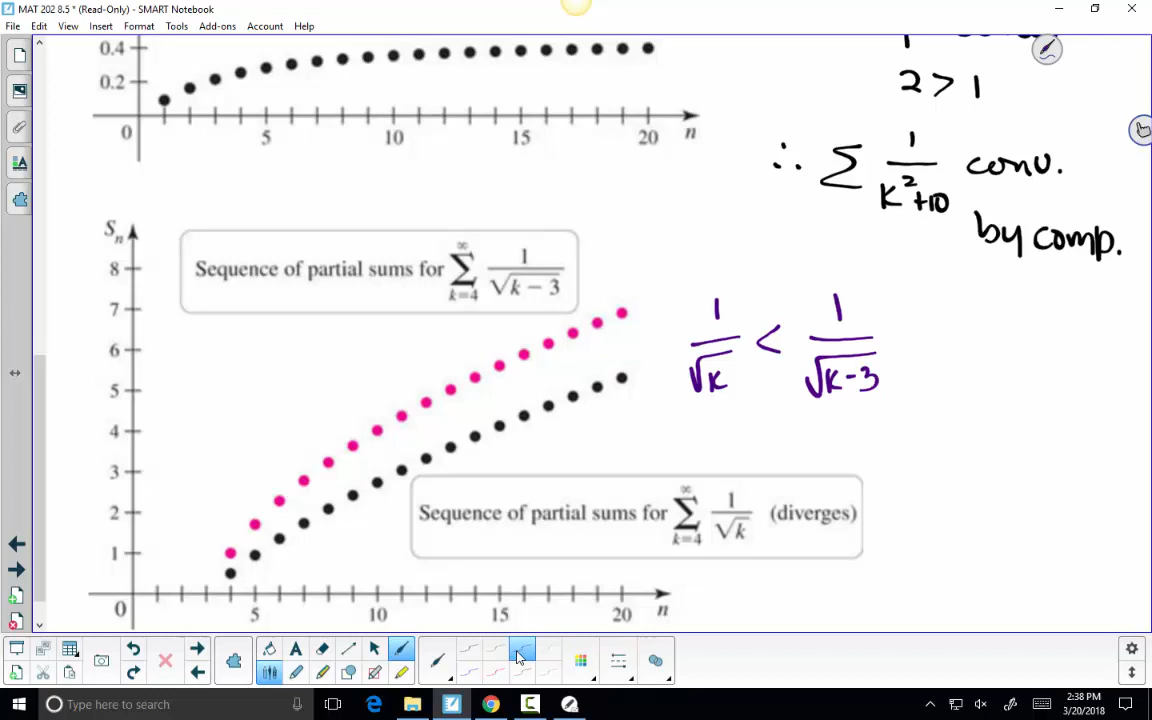 MAT 202 8.5 * (Read-Only) - SMART Notebook
File Edit View Insert Format Tools Add-ons Account Help
0.4
0.2
0 5 10 15 20 n
2 > 1
∴ Σ 1/(k²+10) conv.
by comp.
Sₙ
8
7
6
5
4
3
2
1
0 5 10 15 20 n
Sequence of partial sums for ∞ Σ k=4 1/√(k − 3)
1/√k < 1/√(k-3)
Sequence of partial sums for ∞ Σ k=4 1/√k (diverges)
Type here to search
2:38 PM
3/20/2018